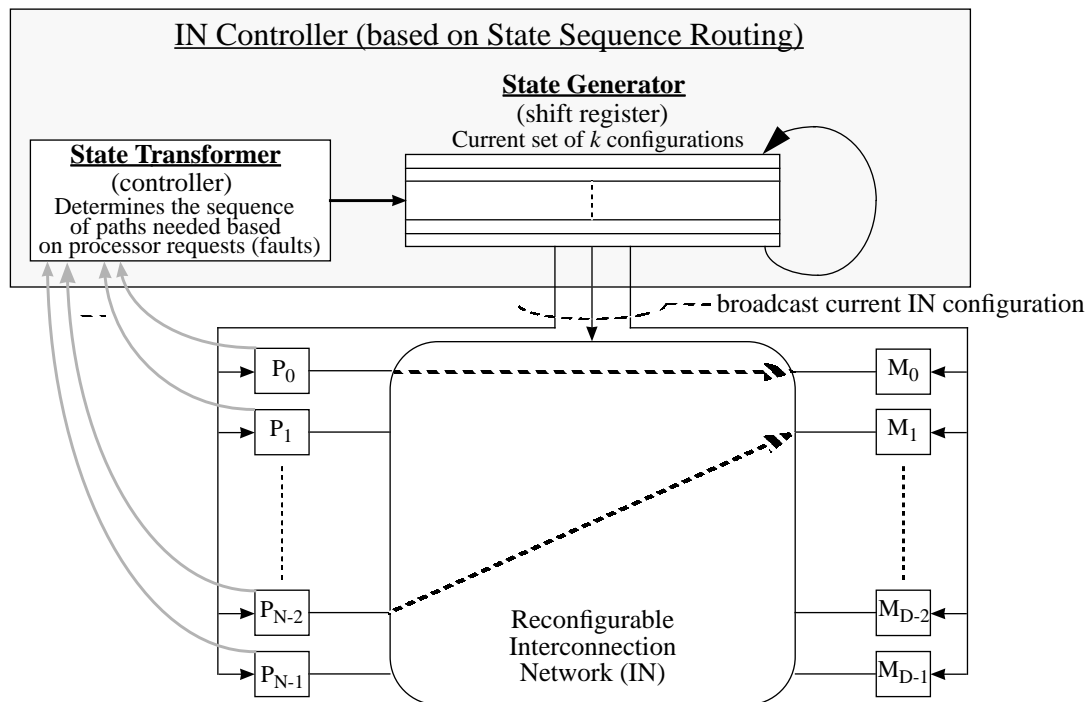 IN Controller (based on State Sequence Routing)
State Generator
(shift register)
Current set of k configurations
State Transformer
(controller)
Determines the sequence
of paths needed based
on processor requests (faults)
broadcast current IN configuration
P0
M0
P1
M1
PN-2
MD-2
PN-1
MD-1
Reconfigurable
Interconnection
Network (IN)